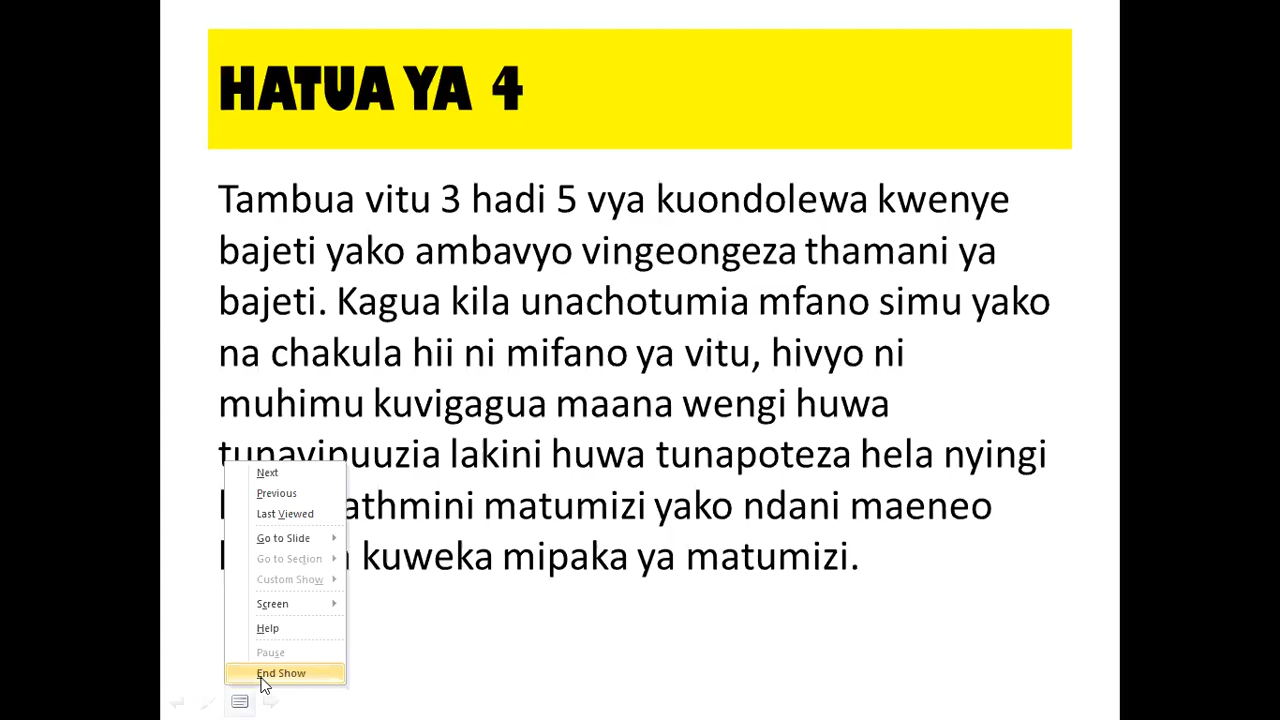 HATUA YA 4
Tambua vitu 3 hadi 5 vya kuondolewa kwenye
bajeti yako ambavyo vingeongeza thamani ya
bajeti. Kagua kila unachotumia mfano simu yako
na chakula hii ni mifano ya vitu, hivyo ni
muhimu kuvigagua maana wengi huwa
tunavipuuzia lakini huwa tunapoteza hela nyingi
matumizi yako ndani maeneo
kuweka mipaka ya matumizi.
Next
Previous
Last Viewed
Go to Slide
Go to Section
Custom Show
Screen
Help
Pause
End Show